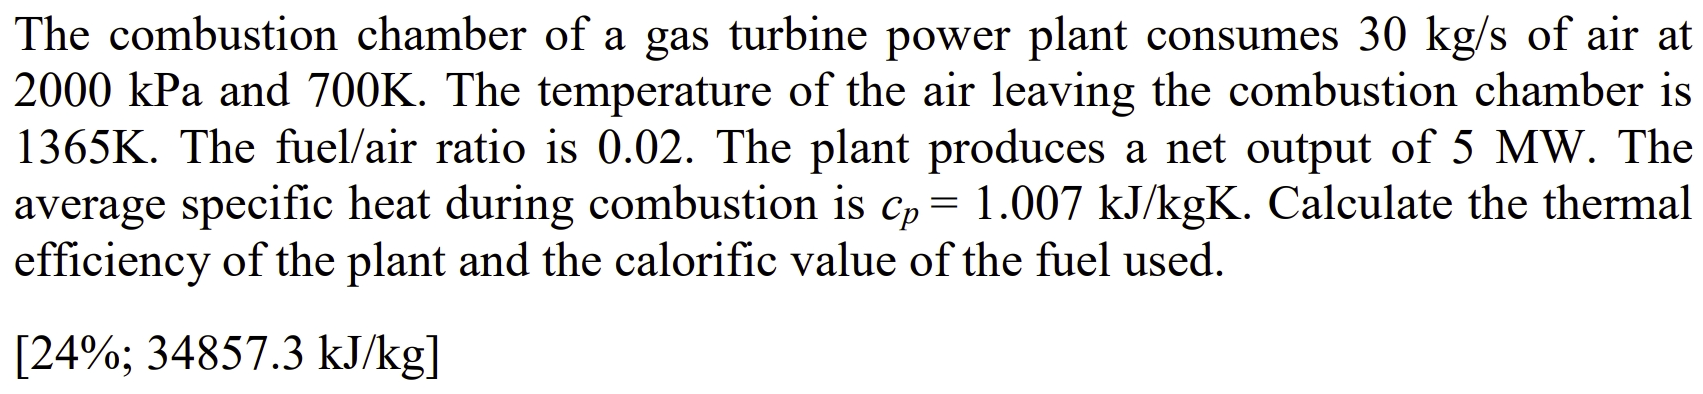 The combustion chamber of a gas turbine power plant consumes 30 kg/s of air at
2000 kPa and 700K. The temperature of the air leaving the combustion chamber is
1365K. The fuel/air ratio is 0.02. The plant produces a net output of 5 MW. The
average specific heat during combustion is cp = 1.007 kJ/kgK. Calculate the thermal
efficiency of the plant and the calorific value of the fuel used.
[24%; 34857.3 kJ/kg]